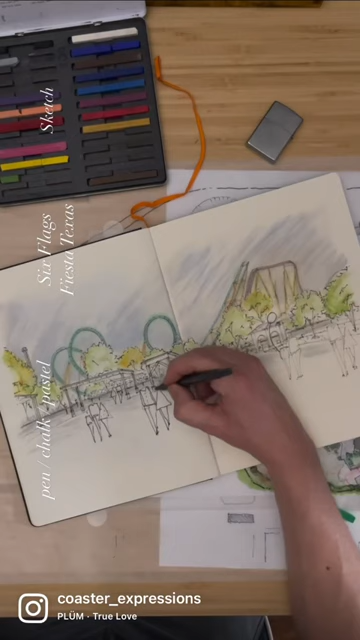 Sketch
Six Flags
Fiesta Texas
pen / chalk - pastel
coaster_expressions
PLÜM · True Love